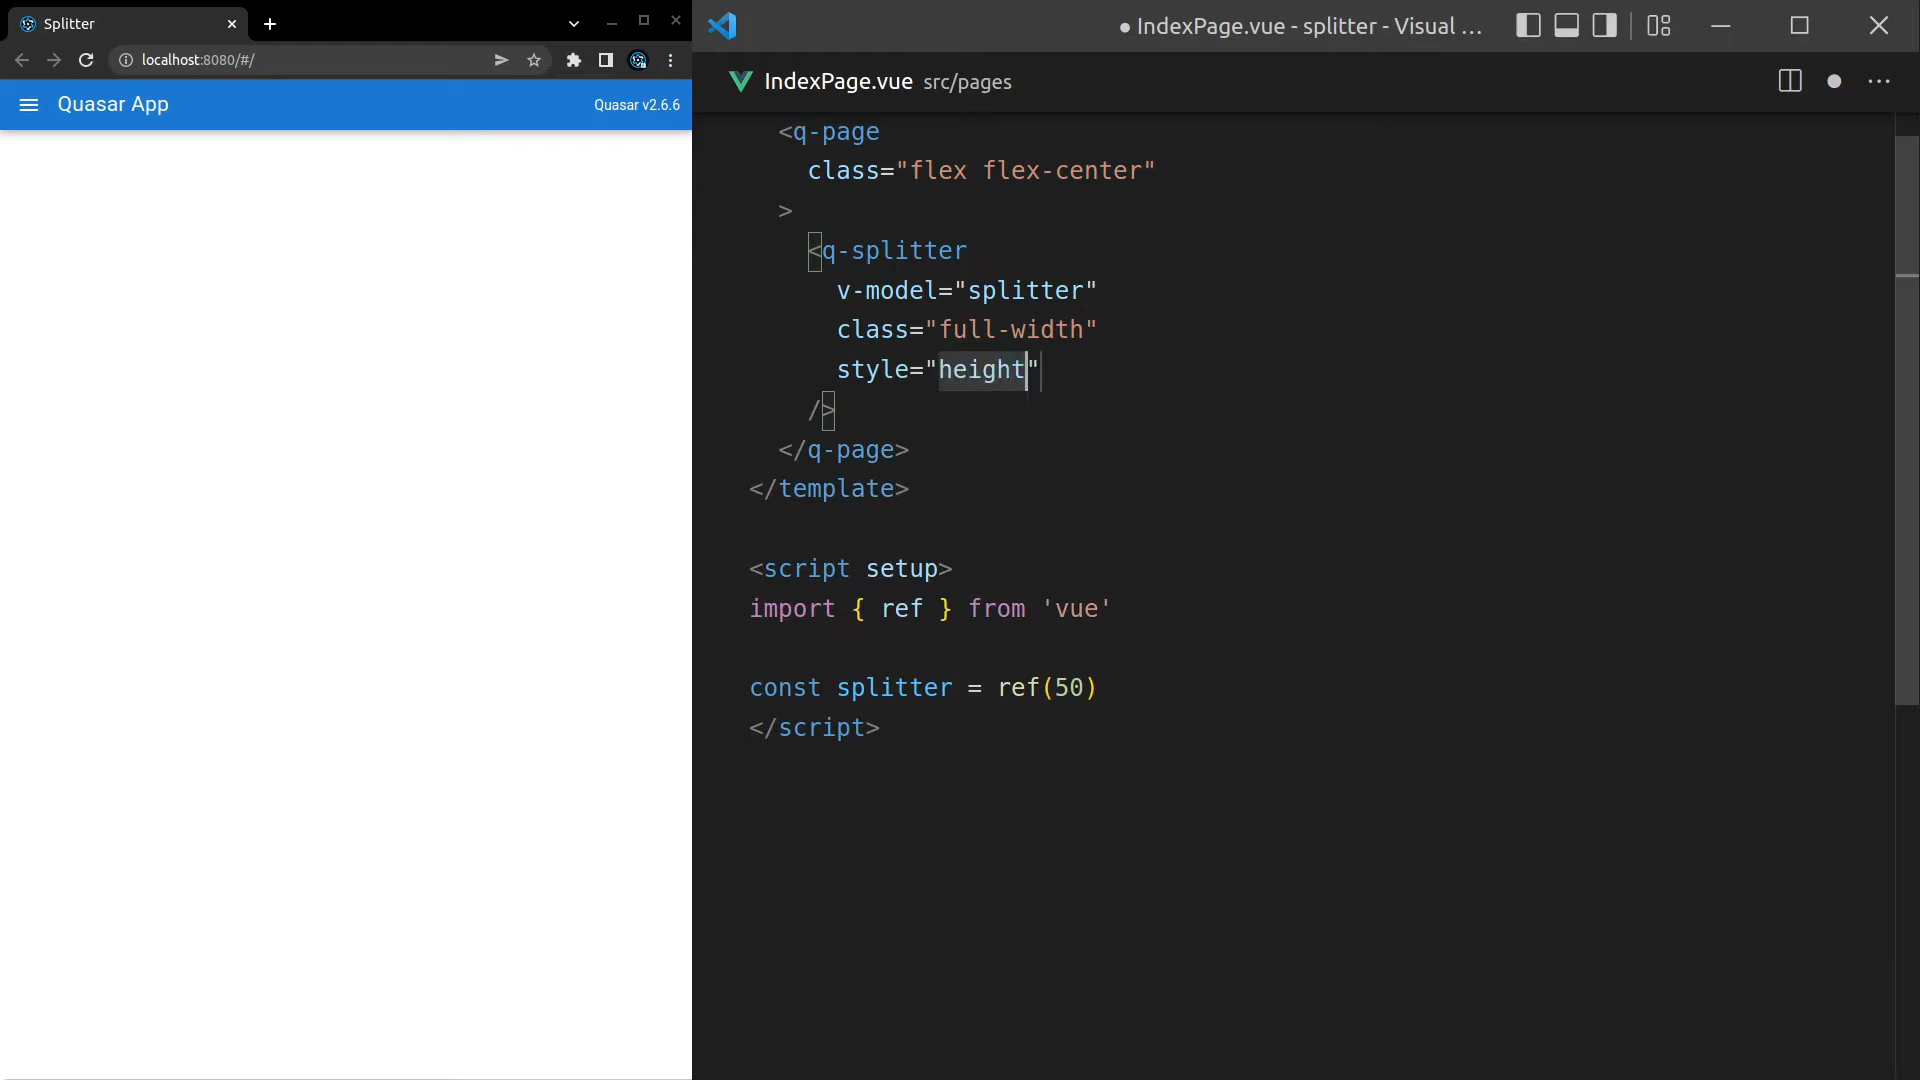 Splitter
localhost:8080/#/
Quasar App
Quasar v2.6.6
● IndexPage.vue - splitter - Visual ...
IndexPage.vue src/pages
<q-page
class="flex flex-center"
>
<q-splitter
v-model="splitter"
class="full-width"
style="height"
/>
</q-page>
</template>
<script setup>
import { ref } from 'vue'
const splitter = ref(50)
</script>